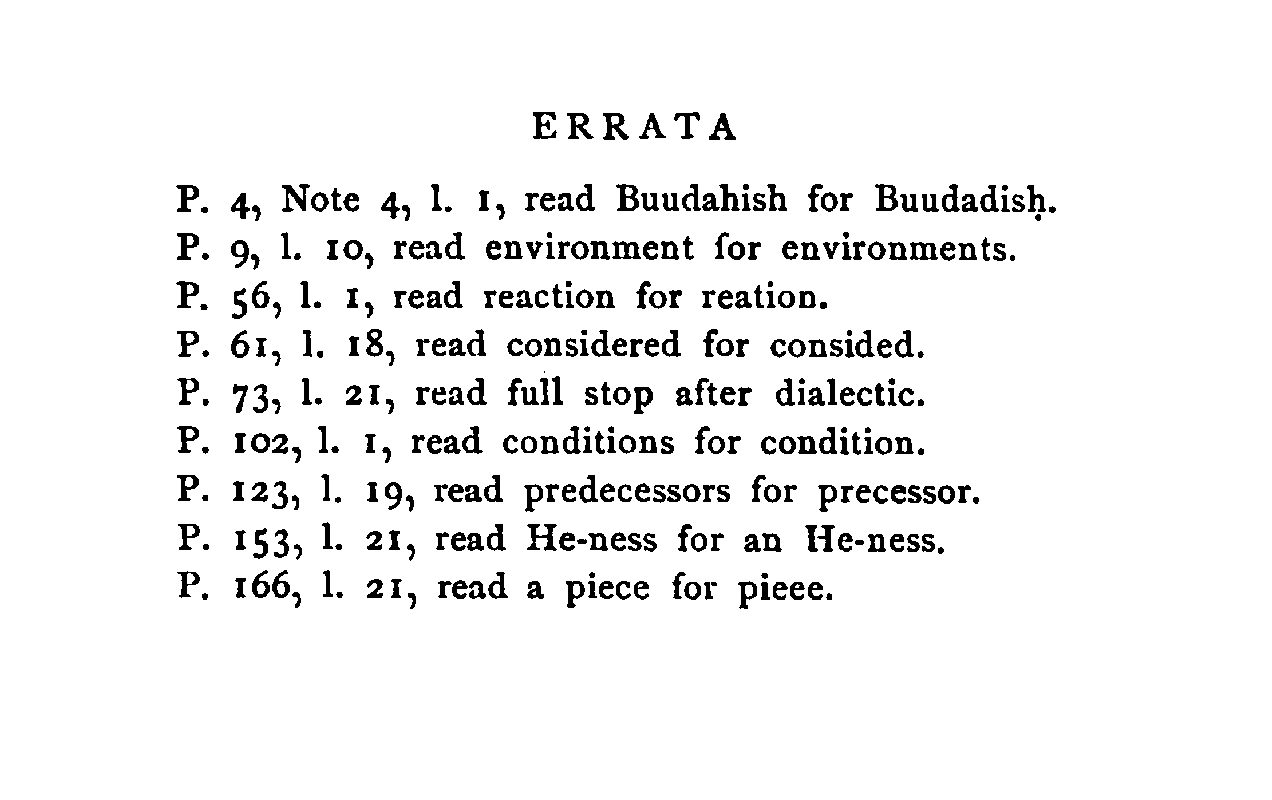 ERRATA
P. 4, Note 4, l. 1, read Buudahish for Buudadisḥ.
P. 9, l. 10, read environment for environments.
P. 56, l. 1, read reaction for reation.
P. 61, l. 18, read considered for consided.
P. 73, l. 21, read full stop after dialectic.
P. 102, l. 1, read conditions for condition.
P. 123, l. 19, read predecessors for precessor.
P. 153, l. 21, read He-ness for an He-ness.
P. 166, l. 21, read a piece for pieee.